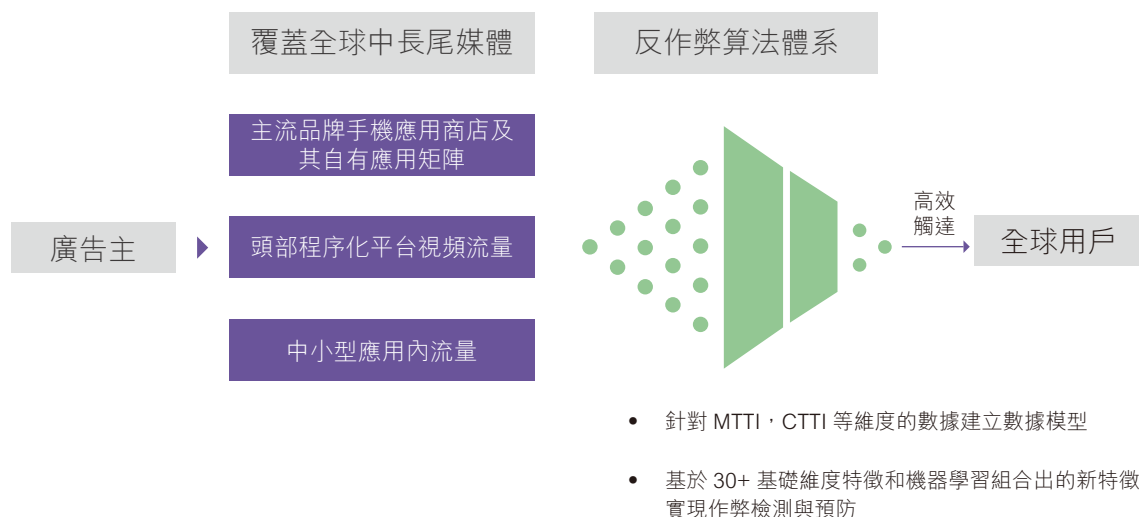 覆蓋全球中長尾媒體
反作弊算法體系
主流品牌手機應用商店及
其自有應用矩陣
廣告主
頭部程序化平台視頻流量
高效
觸達
全球用戶
中小型應用內流量
• 針對 MTTI，CTTI 等維度的數據建立數據模型
• 基於 30+ 基礎維度特徵和機器學習組合出的新特徵
實現作弊檢測與預防